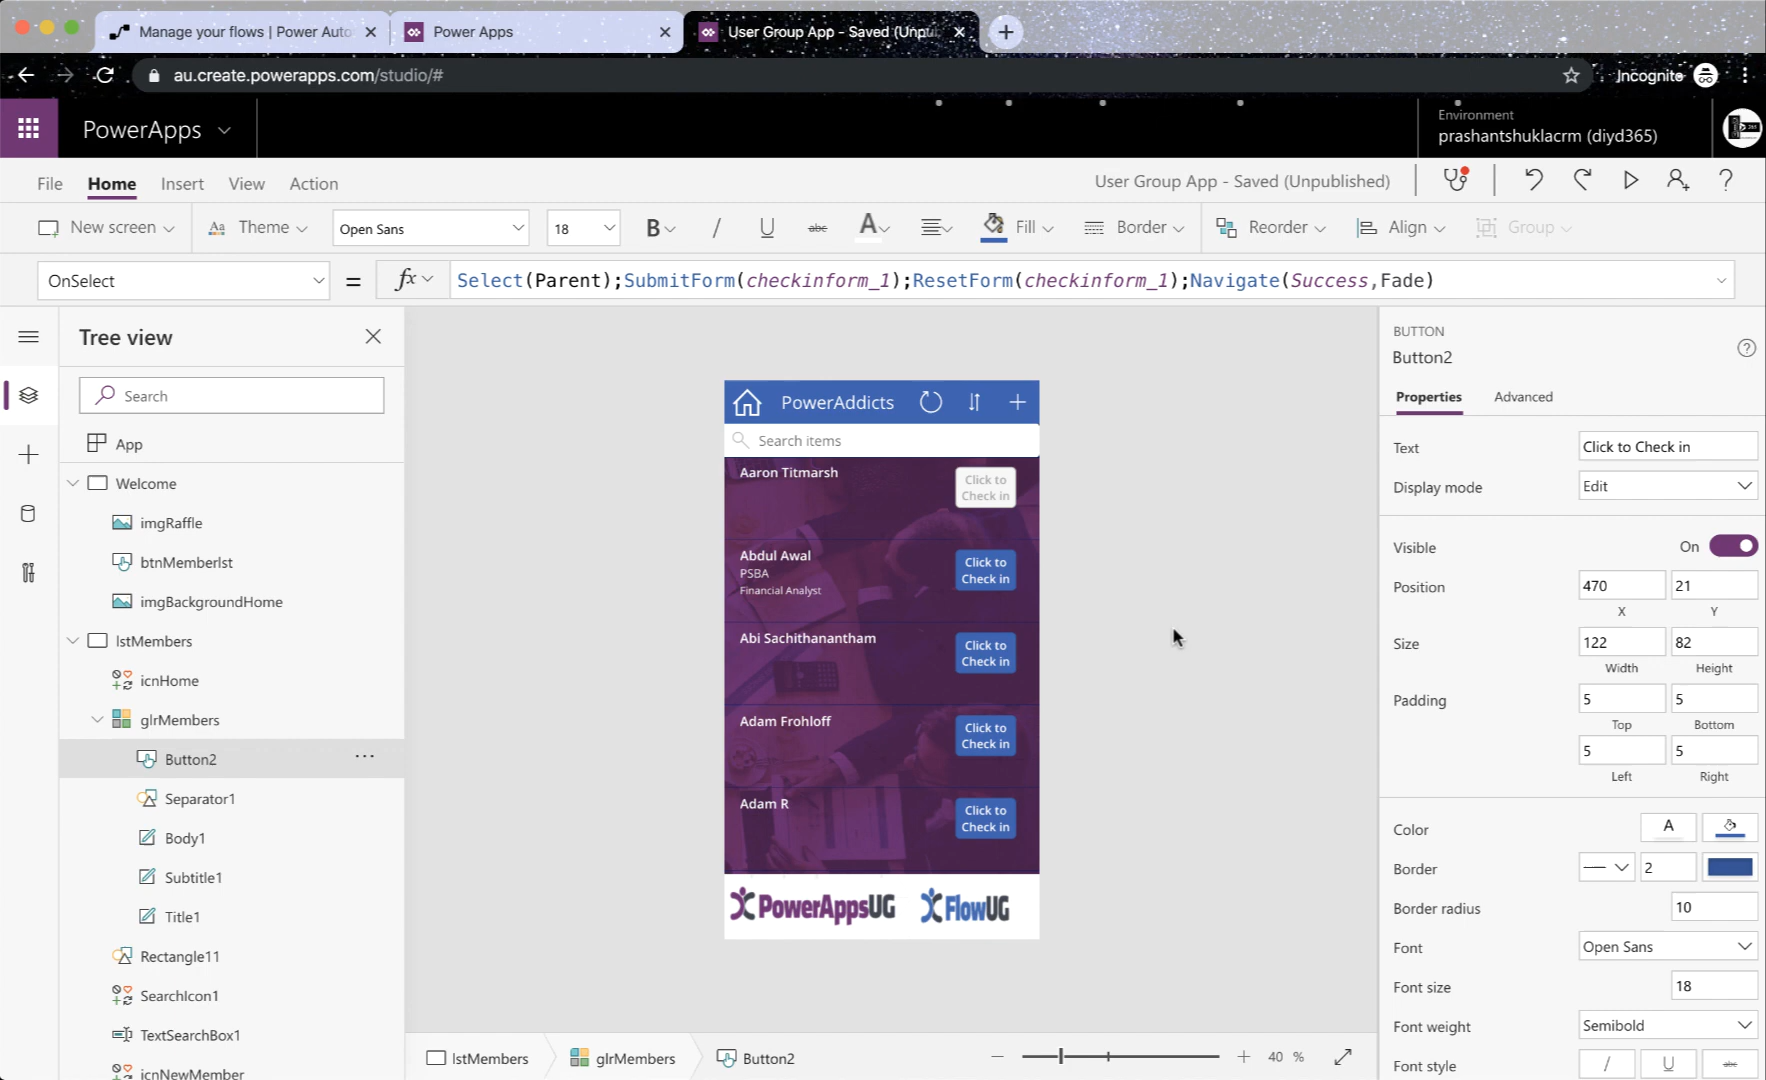 Manage your flows | Power Auto
Power Apps
User Group App - Saved (Unpu
au.create.powerapps.com/studio/#
Incognito
PowerApps
Environment
prashantshuklacrm (diyd365)
File
Home
Insert
View
Action
User Group App - Saved (Unpublished)
New screen
Theme
Open Sans
18
B
/
U
abc
A
Fill
Border
Reorder
Align
Group
OnSelect
=
fx
Select(Parent);SubmitForm(checkinform_1);ResetForm(checkinform_1);Navigate(Success,Fade)
Tree view
Search
App
Welcome
imgRaffle
btnMemberlst
imgBackgroundHome
lstMembers
icnHome
glrMembers
Button2
Separator1
Body1
Subtitle1
Title1
Rectangle11
SearchIcon1
TextSearchBox1
icnNewMember
PowerAddicts
Search items
Aaron Titmarsh
Click to
Check in
Abdul Awal
PSBA
Financial Analyst
Click to
Check in
Abi Sachithanantham
Click to
Check in
Adam Frohloff
Click to
Check in
Adam R
Click to
Check in
PowerAppsUG
FlowUG
lstMembers
glrMembers
Button2
40 %
BUTTON
Button2
Properties
Advanced
Text
Click to Check in
Display mode
Edit
Visible
On
Position
470
21
X
Y
Size
122
82
Width
Height
Padding
5
5
Top
Bottom
5
5
Left
Right
Color
A
Border
2
Border radius
10
Font
Open Sans
Font size
18
Font weight
Semibold
Font style
/
U
abc